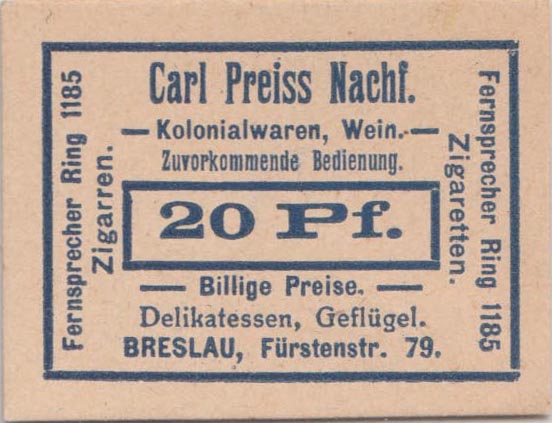 Carl Preiss Nachf.
Kolonialwaren, Wein.
Zuvorkommende Bedienung.
20 Pf.
Billige Preise.
Delikatessen, Geflügel.
BRESLAU, Fürstenstr. 79.
Fernsprecher Ring 1185
Zigarren.
Zigaretten.
Fernsprecher Ring 1185